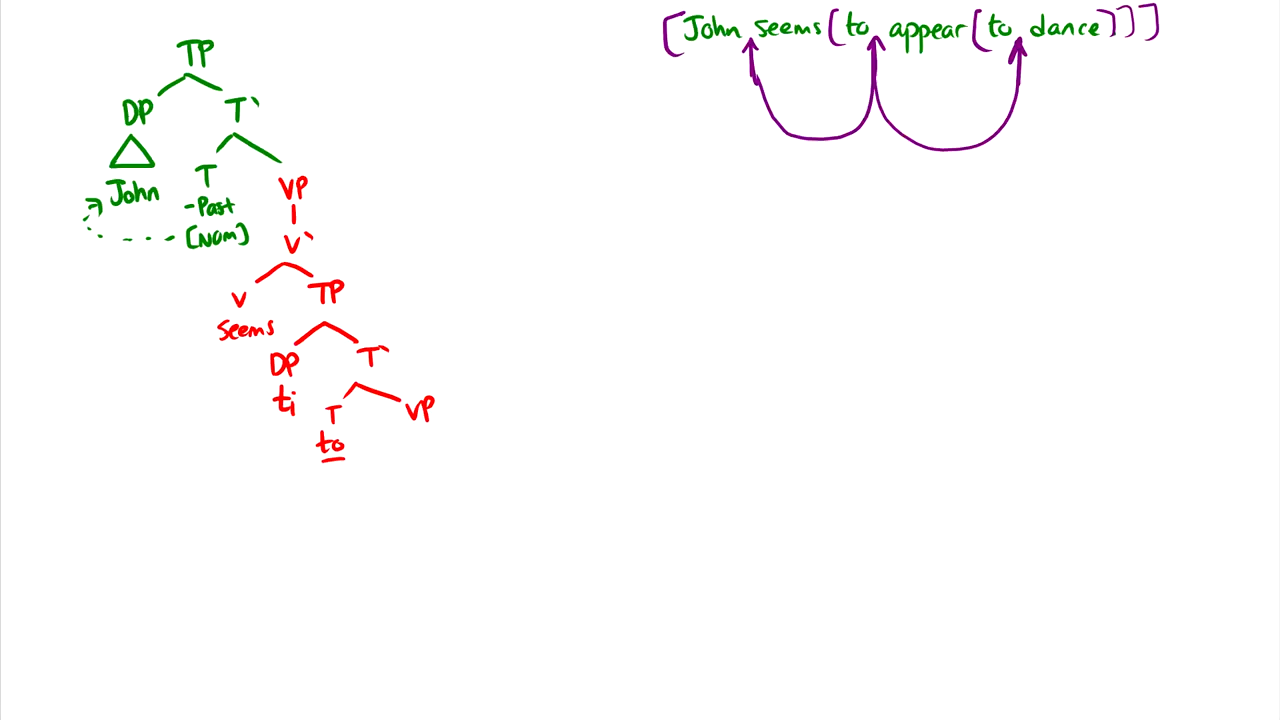 [John seems [to appear [to dance]]]
TP
DP T`
T
John
-Past
[Nom]
VP
V`
V TP
seems
DP T`
ti
T VP
to